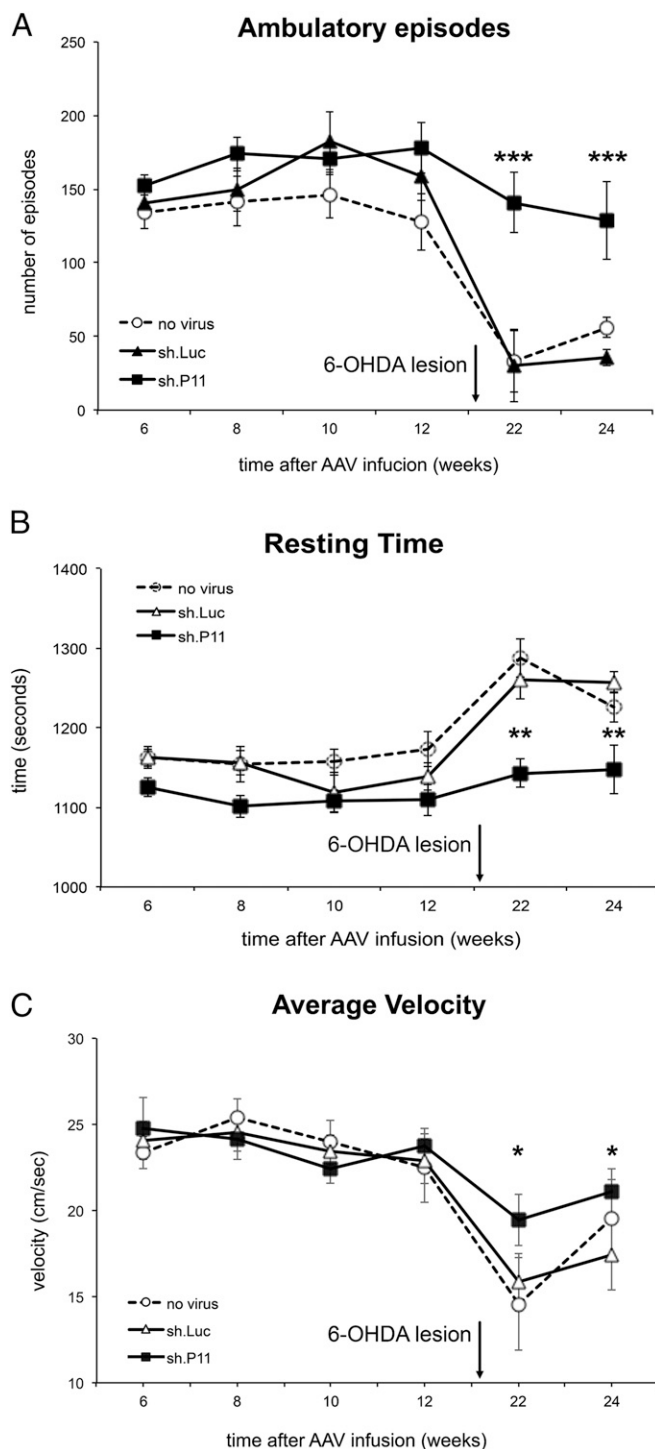 A
Ambulatory episodes
250
200
150
100
50
0
number of episodes
*** ***
no virus
sh.Luc
sh.P11
6-OHDA lesion
6 8 10 12 22 24
time after AAV infucion (weeks)
B
Resting Time
1400
1300
1200
1100
1000
time (seconds)
no virus
sh.Luc
sh.P11
** **
6-OHDA lesion
6 8 10 12 22 24
time after AAV infusion (weeks)
C
Average Velocity
30
25
20
15
10
velocity (cm/sec)
* *
no virus
sh.Luc
sh.P11
6-OHDA lesion
6 8 10 12 22 24
time after AAV infusion (weeks)